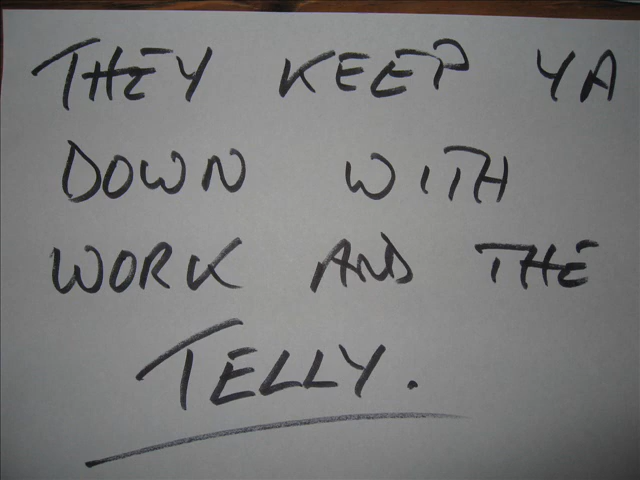 THEY KEEP YA
DOWN WITH
WORK AND THE
TELLY.